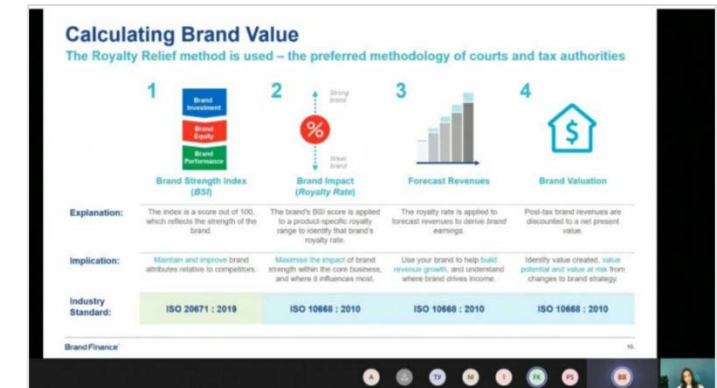 Calculating Brand Value
The Royalty Relief method is used – the preferred methodology of courts and tax authorities
1
2
3
4
Brand
Investment
Brand
Equity
Brand
Performance
Strong
brand
%
Weak
brand
$
Brand Strength Index
(BSI)
Brand Impact
(Royalty Rate)
Forecast Revenues
Brand Valuation
Explanation:
The index is a score out of 100,
which reflects the strength of the
brand.
The brand's BSI score is applied
to a product-specific royalty
range to identify that brand's
royalty rate.
The royalty rate is applied to
forecast revenues to derive brand
earnings.
Post-tax brand revenues are
discounted to a net present
value.
Implication:
Maintain and improve brand
attributes relative to competitors.
Maximise the impact of brand
strength within the core business,
and where it influences most.
Use your brand to help build
revenue growth, and understand
where brand drives income.
Identify value created, value
potential and value at risk from
changes to brand strategy.
Industry
Standard:
ISO 20671 : 2019
ISO 10668 : 2010
ISO 10668 : 2010
ISO 10668 : 2010
Brand Finance
A
TF
M
T
FK
PS
BB